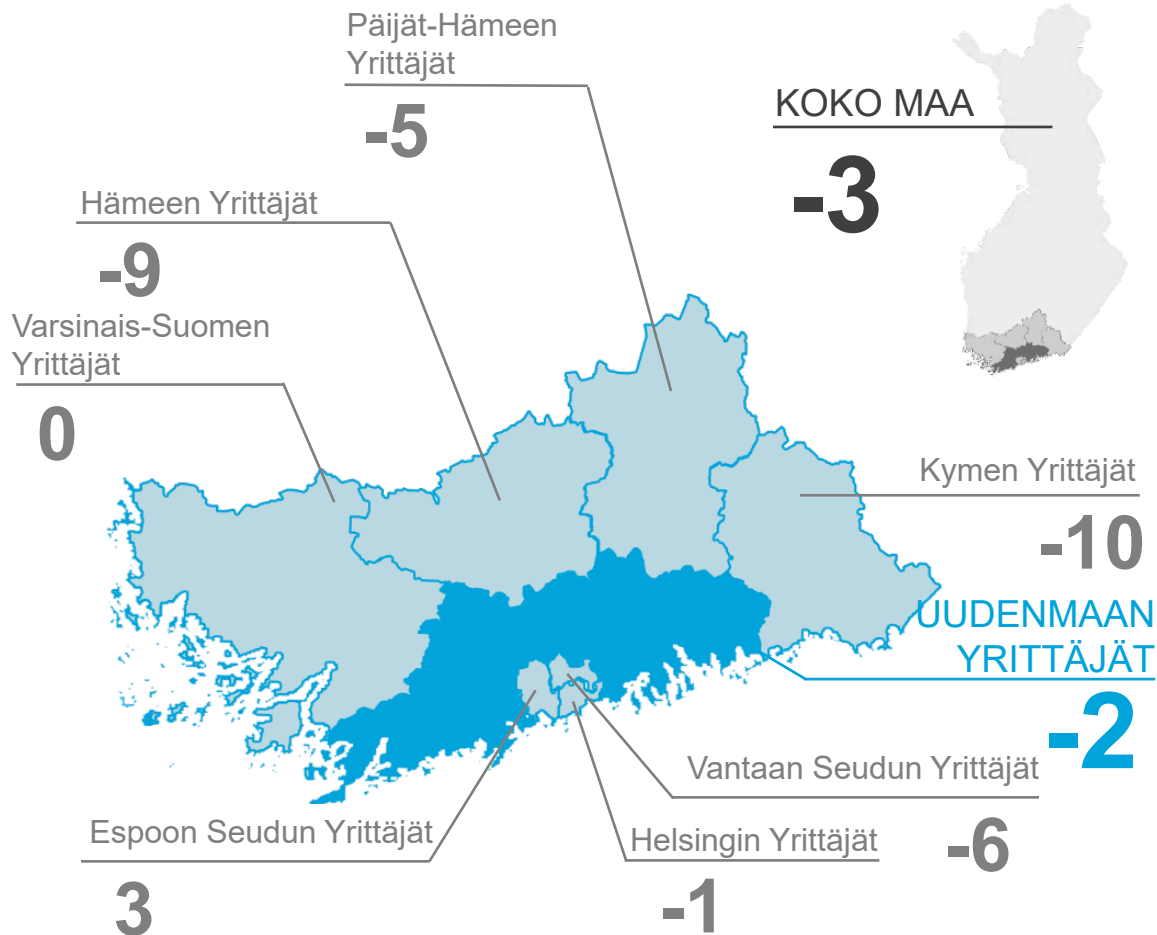 Päijät-Hämeen
Yrittäjät
-5
KOKO MAA
-3
Hämeen Yrittäjät
-9
Varsinais-Suomen
Yrittäjät
0
Kymen Yrittäjät
-10
UUDENMAAN
YRITTÄJÄT
-2
Vantaan Seudun Yrittäjät
-6
Espoon Seudun Yrittäjät
3
Helsingin Yrittäjät
-1